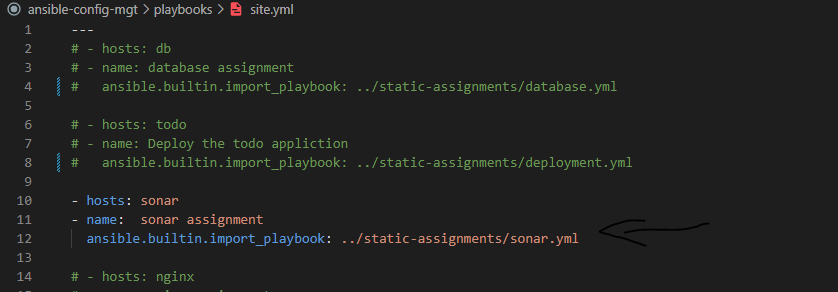 ansible-config-mgt > playbooks > site.yml
1 ---
2 # - hosts: db
3 # - name: database assignment
4 #   ansible.builtin.import_playbook: ../static-assignments/database.yml
5
6 # - hosts: todo
7 # - name: Deploy the todo appliction
8 #   ansible.builtin.import_playbook: ../static-assignments/deployment.yml
9
10 - hosts: sonar
11 - name:  sonar assignment
12   ansible.builtin.import_playbook: ../static-assignments/sonar.yml
13
14 # - hosts: nginx